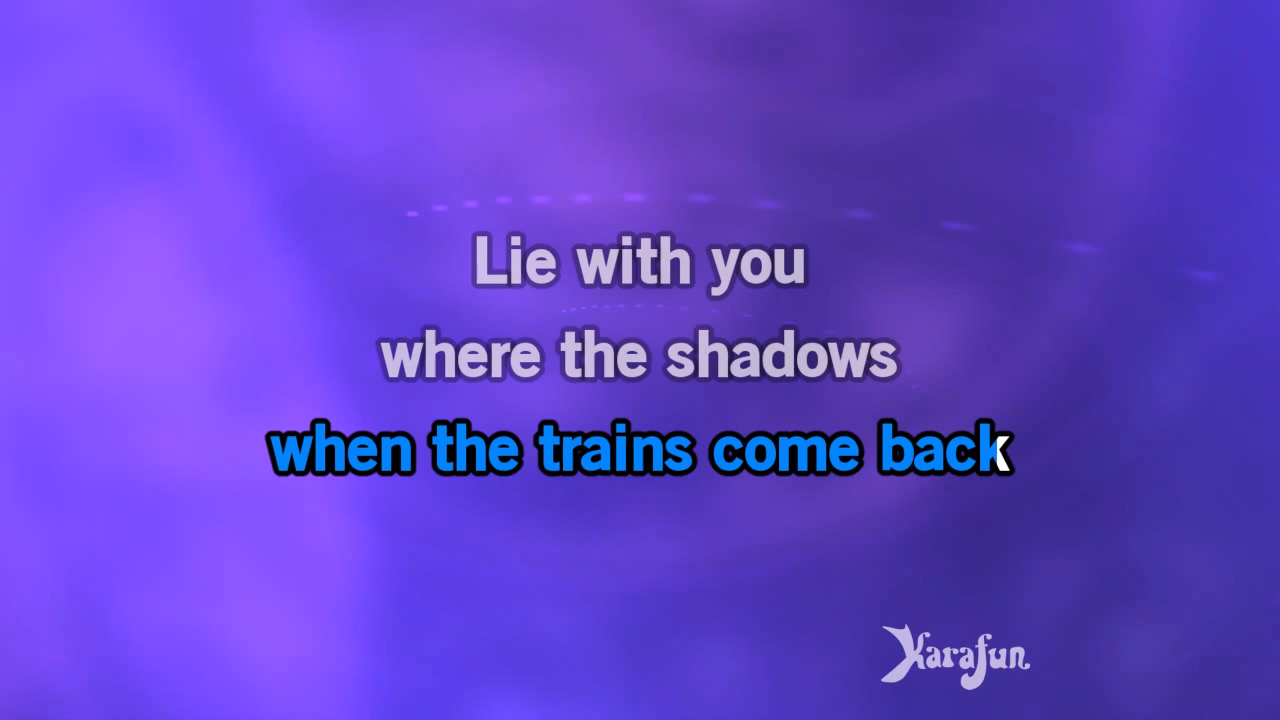 Lie with you
where the shadows
when the trains come back
Karafun